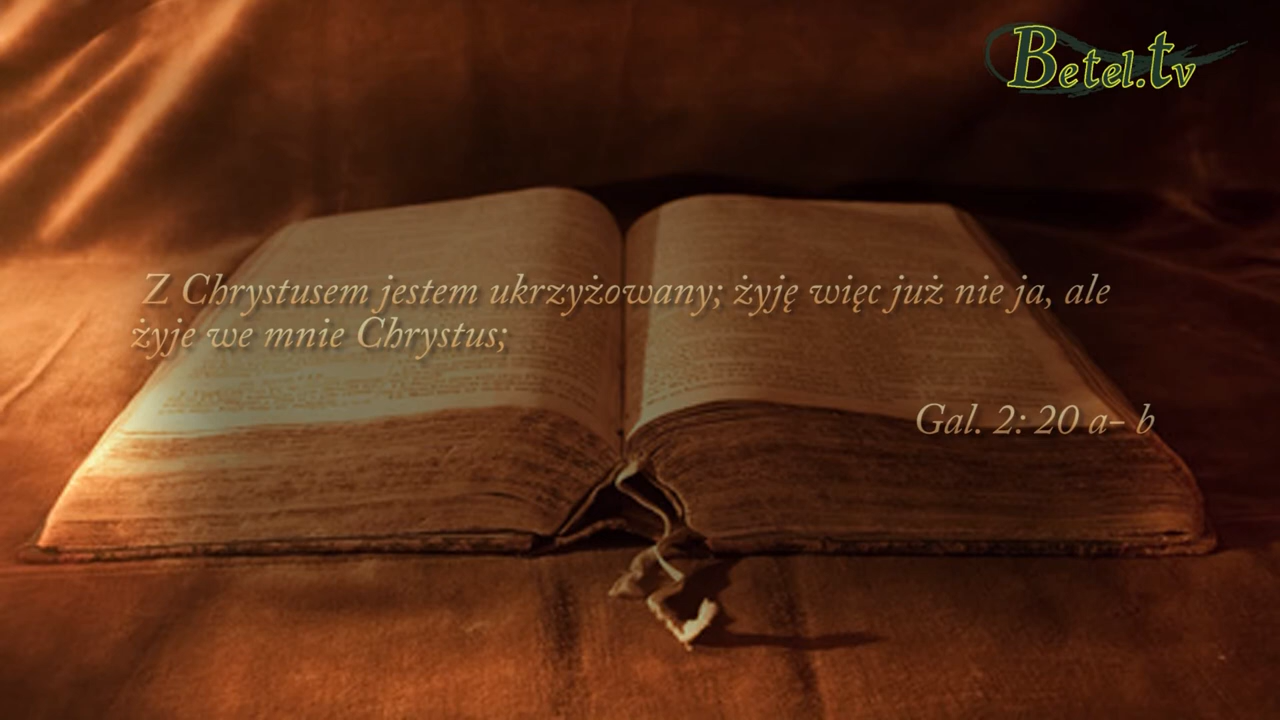 Betel.tv
Z Chrystusem jestem ukrzyżowany; żyję więc już nie ja, ale
żyje we mnie Chrystus;
Gal. 2: 20 a- b